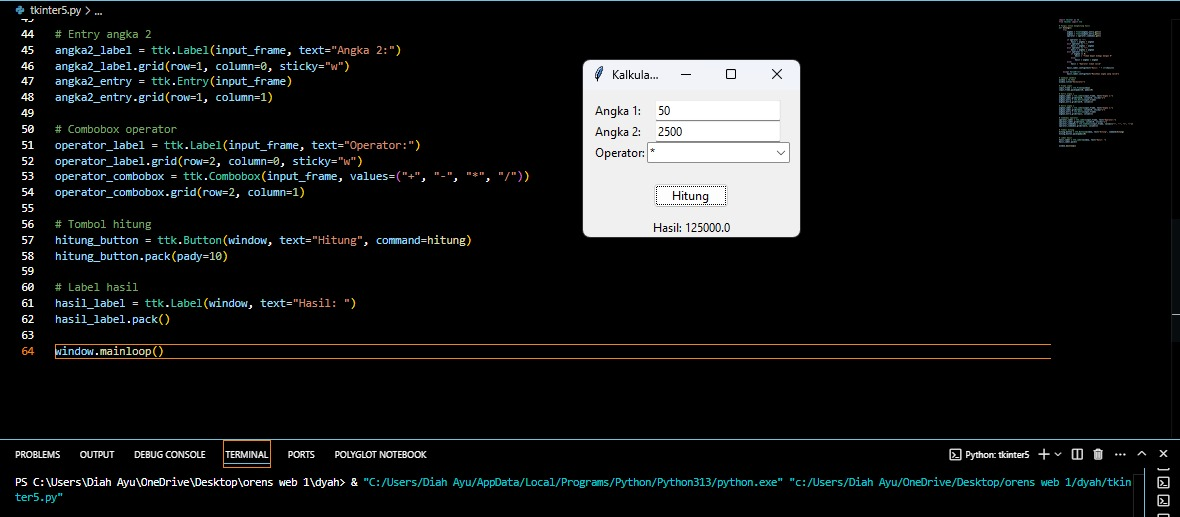 tkinter5.py > ...
44 # Entry angka 2
45 angka2_label = ttk.Label(input_frame, text="Angka 2:")
46 angka2_label.grid(row=1, column=0, sticky="w")
47 angka2_entry = ttk.Entry(input_frame)
48 angka2_entry.grid(row=1, column=1)
49
50 # Combobox operator
51 operator_label = ttk.Label(input_frame, text="Operator:")
52 operator_label.grid(row=2, column=0, sticky="w")
53 operator_combobox = ttk.Combobox(input_frame, values=("+", "-", "*", "/"))
54 operator_combobox.grid(row=2, column=1)
55
56 # Tombol hitung
57 hitung_button = ttk.Button(window, text="Hitung", command=hitung)
58 hitung_button.pack(pady=10)
59
60 # Label hasil
61 hasil_label = ttk.Label(window, text="Hasil: ")
62 hasil_label.pack()
63
64 window.mainloop()
Kalkula...
Angka 1: 50
Angka 2: 2500
Operator: *
Hitung
Hasil: 125000.0
PROBLEMS OUTPUT DEBUG CONSOLE TERMINAL PORTS POLYGLOT NOTEBOOK
Python: tkinter5
PS C:\Users\Diah Ayu\OneDrive\Desktop\orens web 1\dyah> & "C:/Users/Diah Ayu/AppData/Local/Programs/Python/Python313/python.exe" "c:/Users/Diah Ayu/OneDrive/Desktop/orens web 1/dyah/tkin
ter5.py"